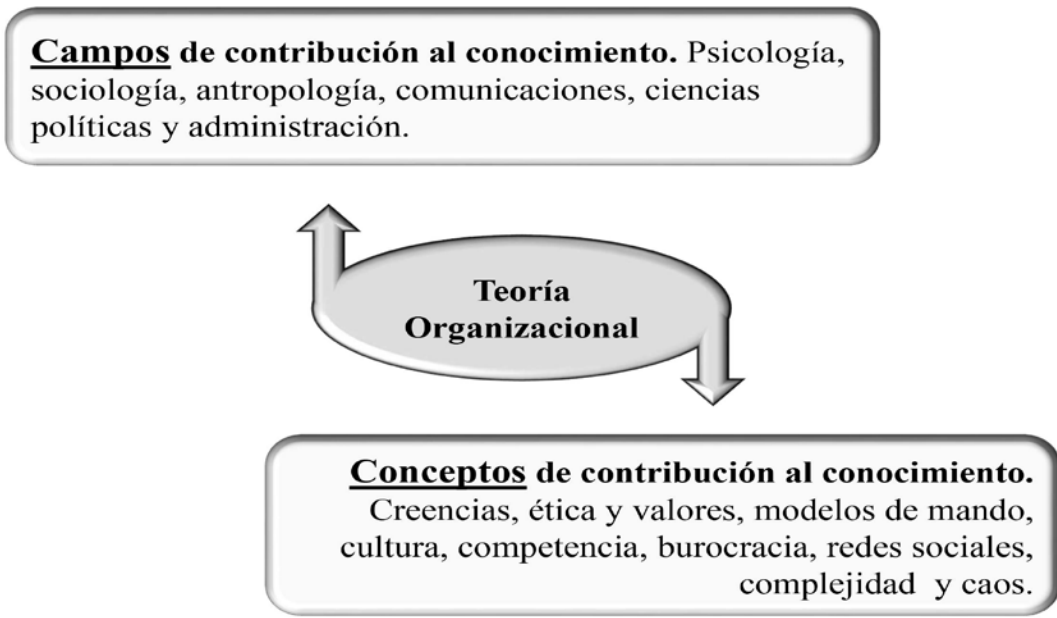 Campos de contribución al conocimiento. Psicología,
sociología, antropología, comunicaciones, ciencias
políticas y administración.
Teoría
Organizacional
Conceptos de contribución al conocimiento.
Creencias, ética y valores, modelos de mando,
cultura, competencia, burocracia, redes sociales,
complejidad y caos.